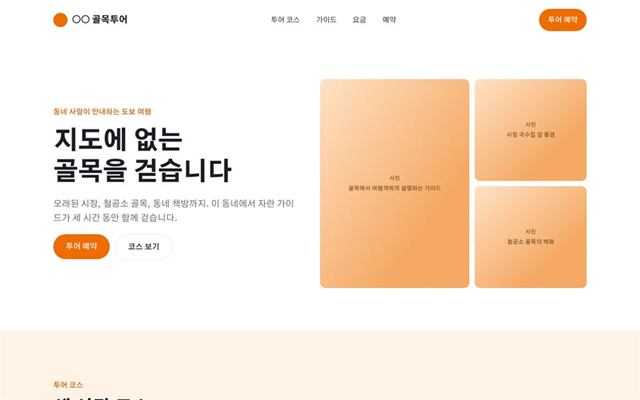 〇〇 골목투어
투어 코스
가이드
요금
예약
투어 예약
동네 사람이 안내하는 도보 여행
지도에 없는
골목을 걷습니다
오래된 시장, 철공소 골목, 동네 책방까지. 이 동네에서 자란 가이
드가 세 시간 동안 함께 걷습니다.
투어 예약
코스 보기
사진
골목에서 여행객에게 설명하는 가이드
사진
시장 국수집 앞 풍경
사진
철공소 골목의 벽화
투어 코스